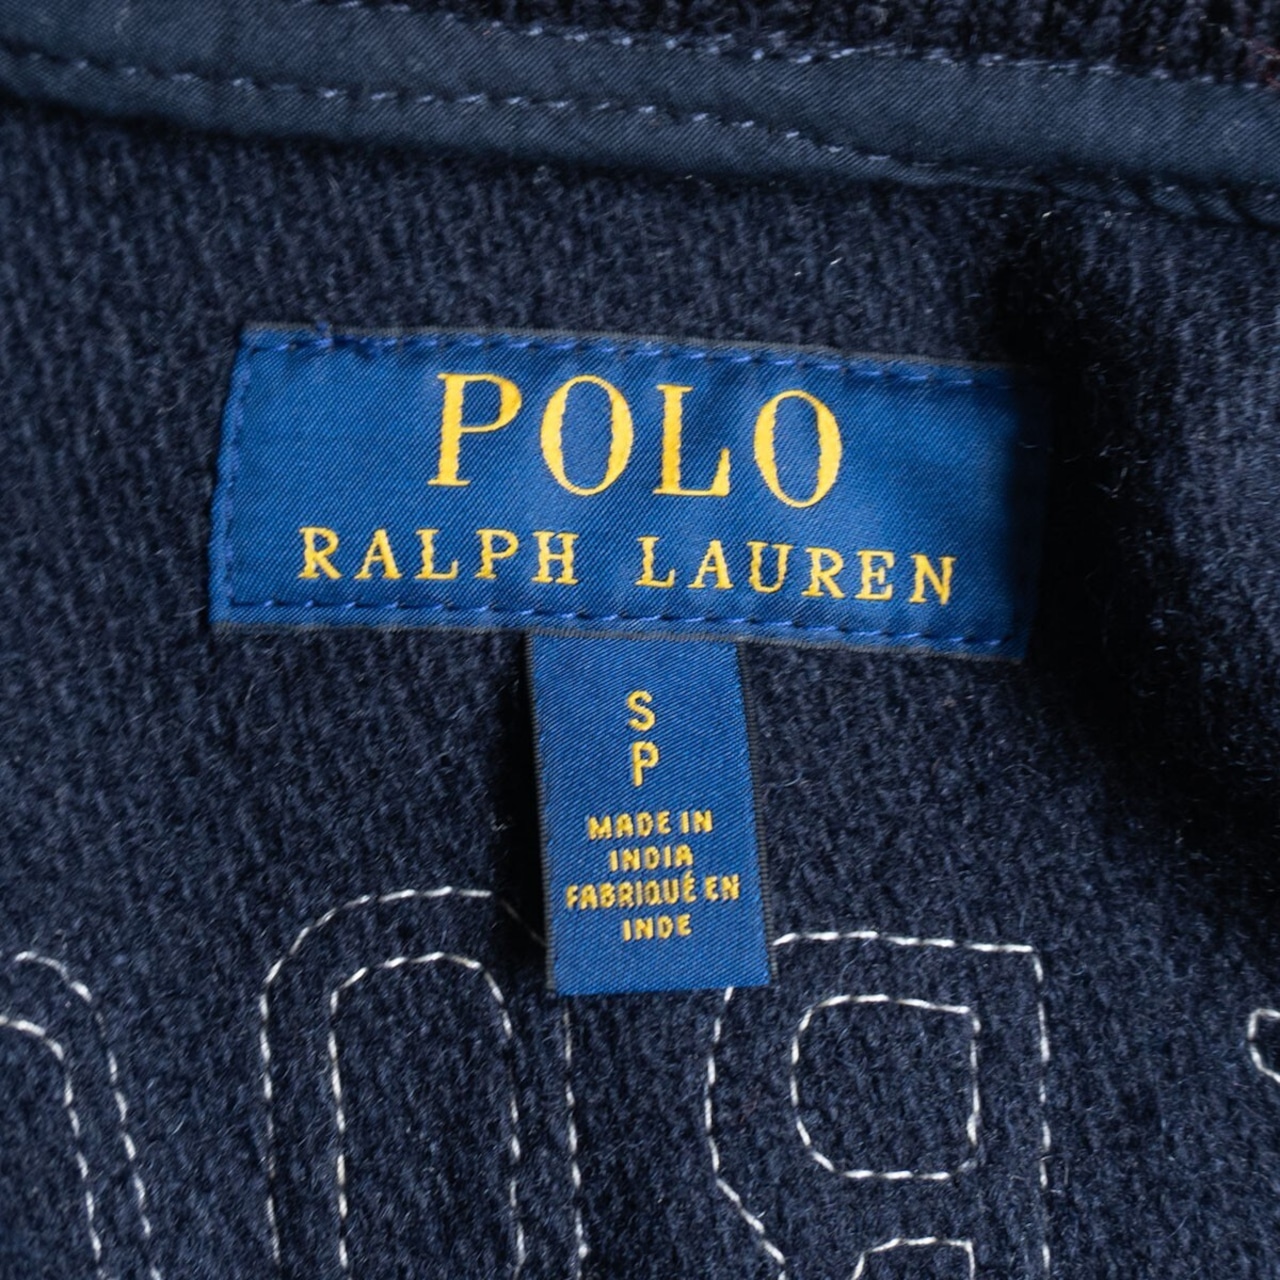 POLO
RALPH LAUREN
S
P
MADE IN
INDIA
FABRIQUÉ EN
INDE